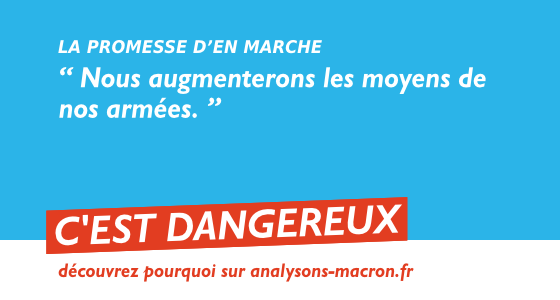 LA PROMESSE D’EN MARCHE
“ Nous augmenterons les moyens de
nos armées. ”
C'EST DANGEREUX
découvrez pourquoi sur analysons-macron.fr